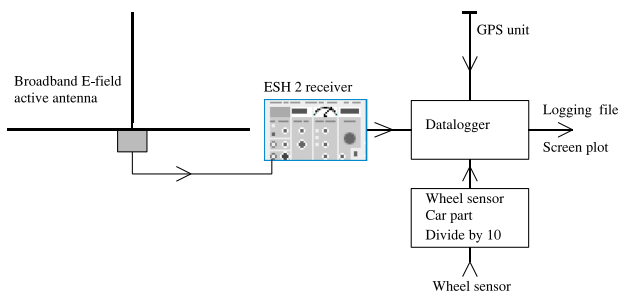 GPS unit
Broadband E-field
active antenna
ESH 2 receiver
Datalogger
Logging file
Screen plot
Wheel sensor
Car part
Divide by 10
Wheel sensor